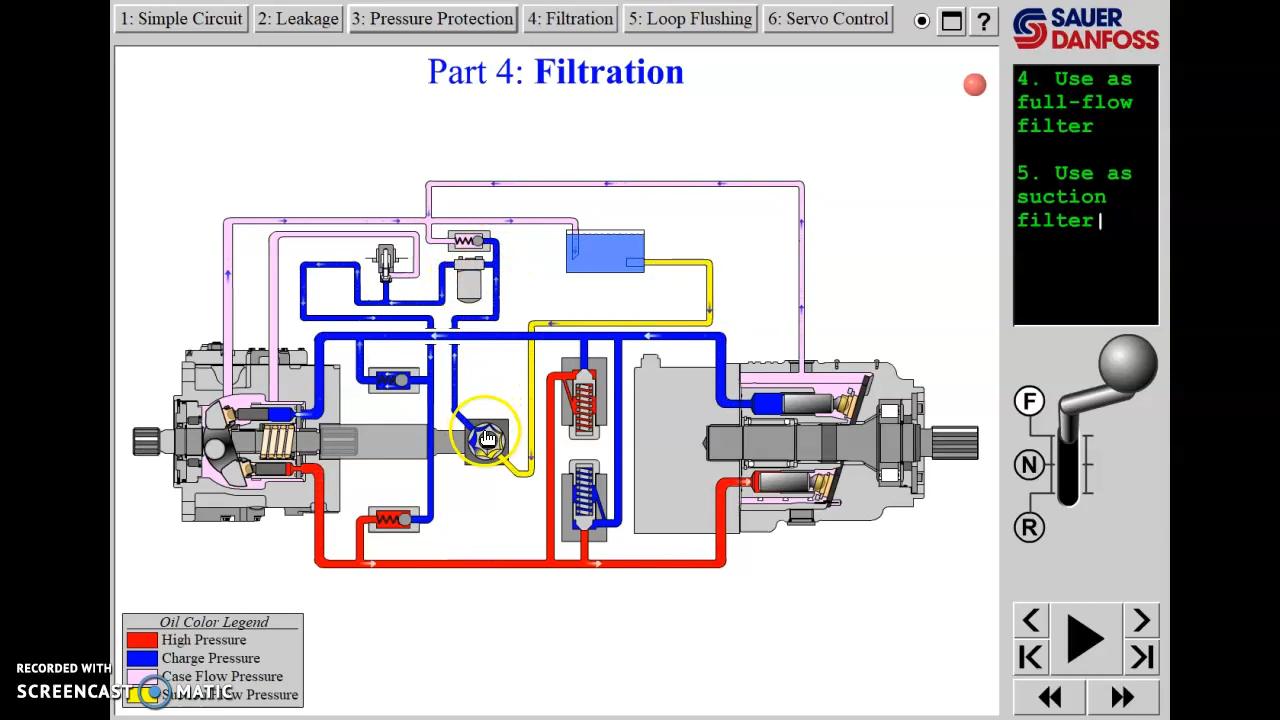 1: Simple Circuit
2: Leakage
3: Pressure Protection
4: Filtration
5: Loop Flushing
6: Servo Control
?
SAUER
DANFOSS
Part 4: Filtration
4. Use as
full-flow
filter
5. Use as
suction
filter
F
N
R
Oil Color Legend
High Pressure
Charge Pressure
Case Flow Pressure
Flow Pressure
RECORDED WITH
SCREENCAST MATIC